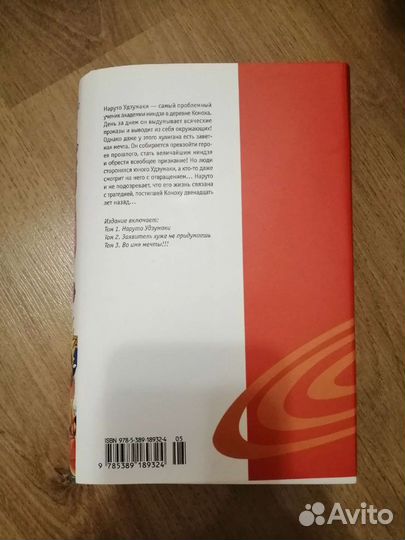 Наруто Удзумаки — самый проблемный
ученик академии ниндзя в деревне Коноха.
День за днем он выдумывает всяческие
проказы и выводит из себя окружающих!
Однако даже у этого хулигана есть завет-
ная мечта. Он собирается превзойти геро-
ев прошлого, стать величайшим ниндзя
и обрести всеобщее признание! Но люди
сторонятся юного Удзумаки, а кто-то даже
смотрит на него с отвращением... Наруто
и не подозревает, что его жизнь связана
с трагедией, постигшей Коноху двенадцать
лет назад...
Издание включает:
Том 1. Наруто Удзумаки
Том 2. Заявитель хуже не придумаешь
Том 3. Во имя мечты!!!
ISBN 978-5-389-18932-4
05
9 785389 189324
Avito